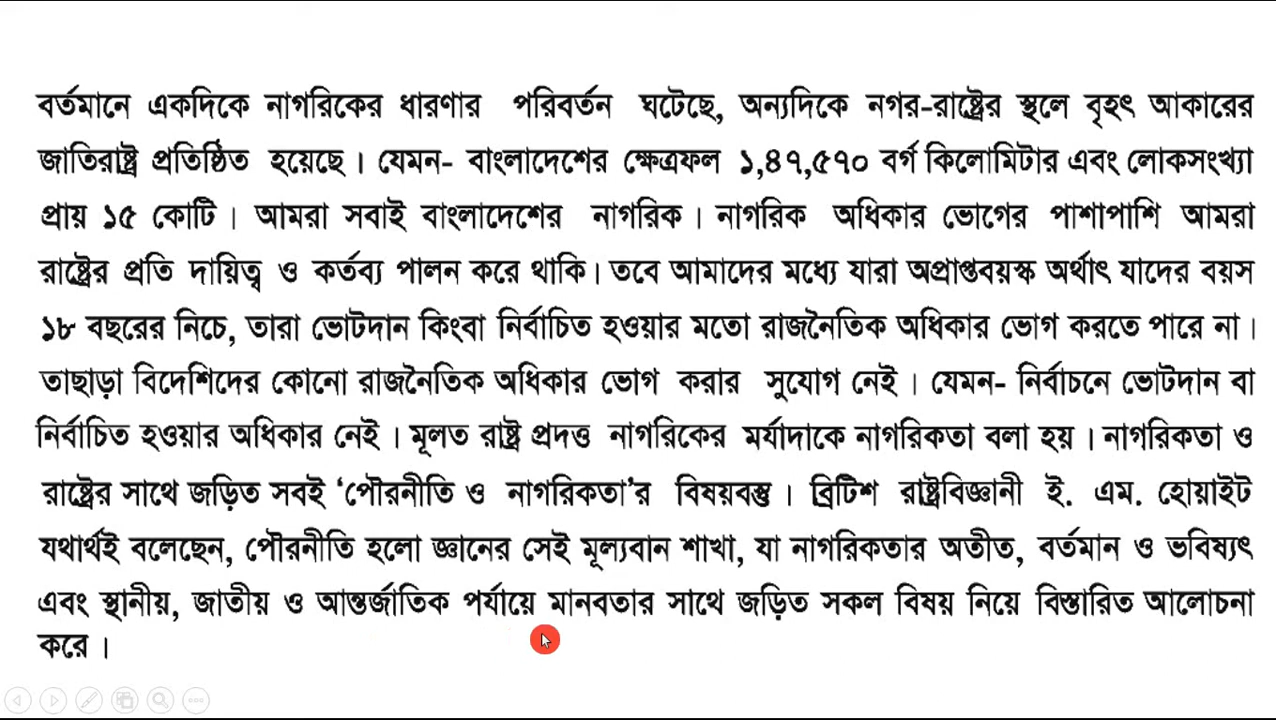 বর্তমানে একদিকে নাগরিকের ধারণার পরিবর্তন ঘটেছে, অন্যদিকে নগর-রাষ্ট্রের স্থলে বৃহৎ আকারের
জাতিরাষ্ট্র প্রতিষ্ঠিত হয়েছে। যেমন- বাংলাদেশের ক্ষেত্রফল ১,৪৭,৫৭০ বর্গ কিলোমিটার এবং লোকসংখ্যা
প্রায় ১৫ কোটি। আমরা সবাই বাংলাদেশের নাগরিক। নাগরিক অধিকার ভোগের পাশাপাশি আমরা
রাষ্ট্রের প্রতি দায়িত্ব ও কর্তব্য পালন করে থাকি। তবে আমাদের মধ্যে যারা অপ্রাপ্তবয়স্ক অর্থাৎ যাদের বয়স
১৮ বছরের নিচে, তারা ভোটদান কিংবা নির্বাচিত হওয়ার মতো রাজনৈতিক অধিকার ভোগ করতে পারে না।
তাছাড়া বিদেশিদের কোনো রাজনৈতিক অধিকার ভোগ করার সুযোগ নেই। যেমন- নির্বাচনে ভোটদান বা
নির্বাচিত হওয়ার অধিকার নেই। মূলত রাষ্ট্র প্রদত্ত নাগরিকের মর্যাদাকে নাগরিকতা বলা হয়। নাগরিকতা ও
রাষ্ট্রের সাথে জড়িত সবই ‘পৌরনীতি ও নাগরিকতা’র বিষয়বস্তু। ব্রিটিশ রাষ্ট্রবিজ্ঞানী ই. এম. হোয়াইট
যথার্থই বলেছেন, পৌরনীতি হলো জ্ঞানের সেই মূল্যবান শাখা, যা নাগরিকতার অতীত, বর্তমান ও ভবিষ্যৎ
এবং স্থানীয়, জাতীয় ও আন্তর্জাতিক পর্যায়ে মানবতার সাথে জড়িত সকল বিষয় নিয়ে বিস্তারিত আলোচনা
করে।